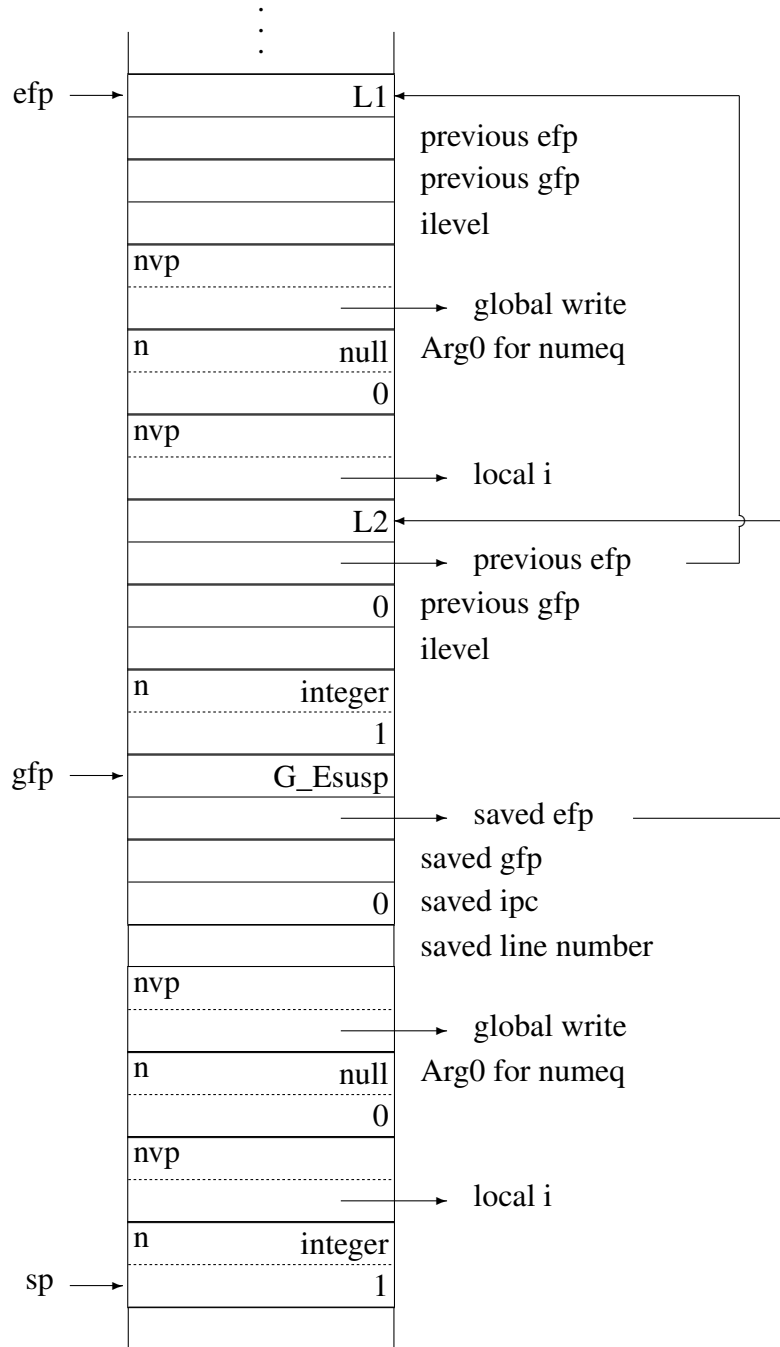 efp L1
previous efp
previous gfp
ilevel
nvp
global write
n null Arg0 for numeq
0
nvp
local i
L2
previous efp
0 previous gfp
ilevel
n integer
1
gfp G_Esusp
saved efp
saved gfp
0 saved ipc
saved line number
nvp
global write
n null Arg0 for numeq
0
nvp
local i
n integer
sp 1